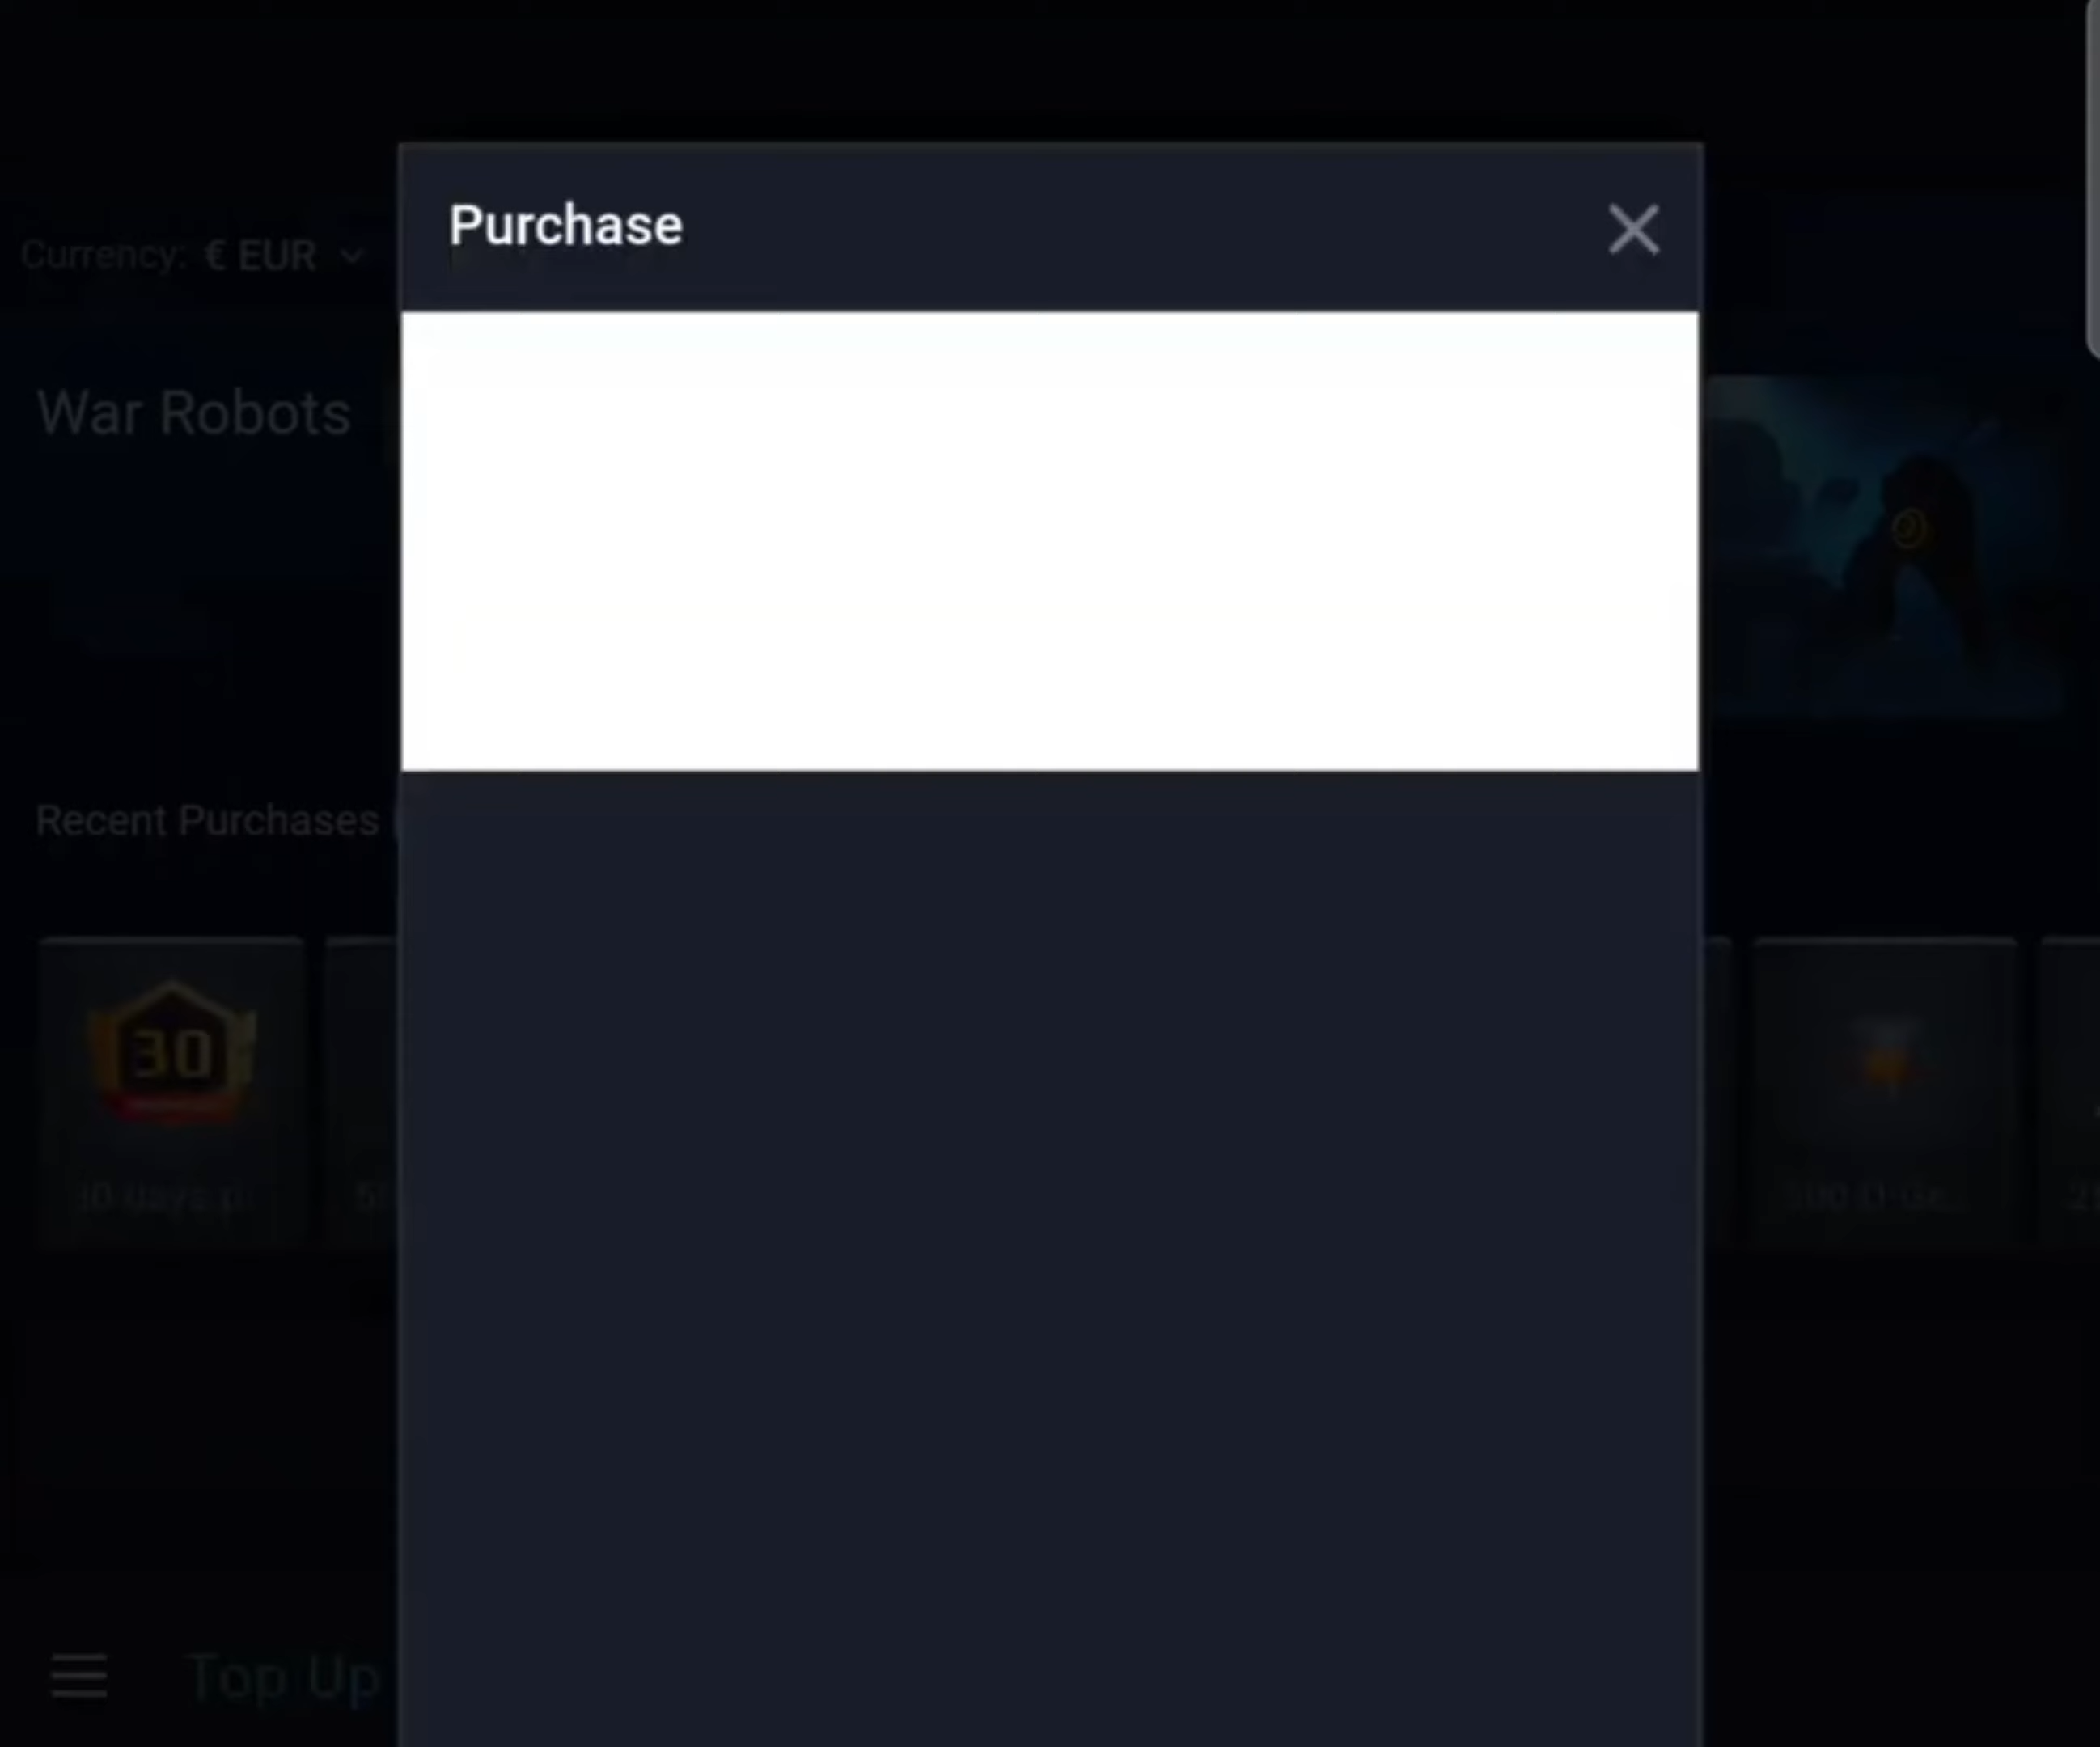 Purchase
Currency: € EUR
War Robots
Recent Purchases
30
Top Up